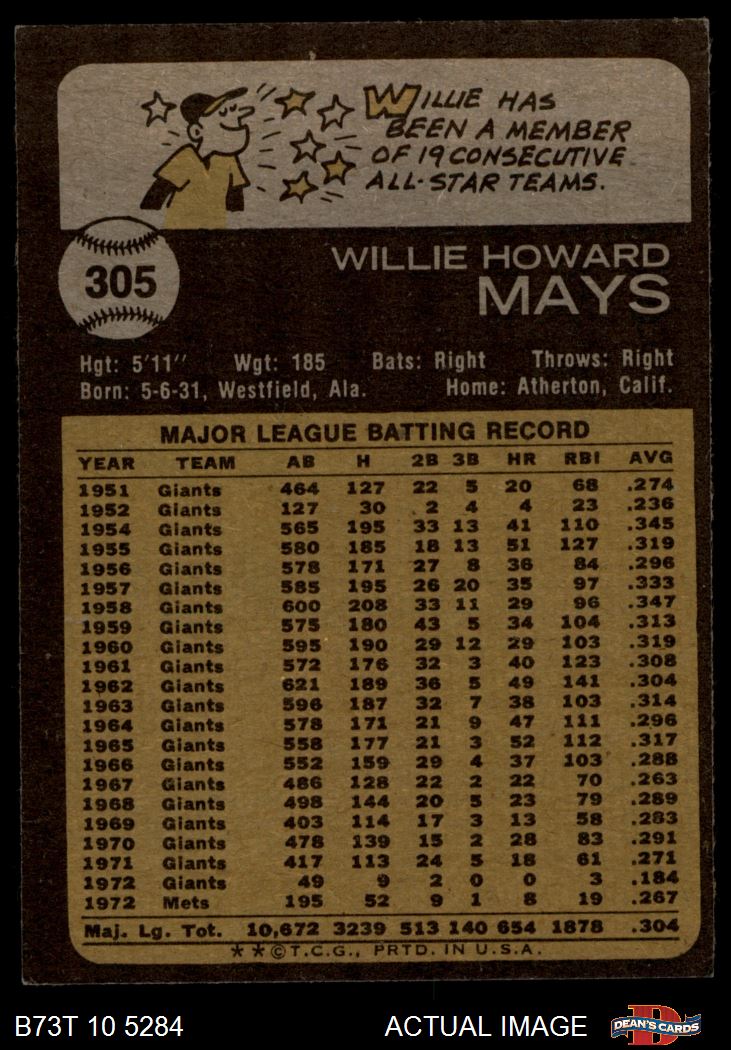 WILLIE HAS
BEEN A MEMBER
OF 19 CONSECUTIVE
ALL-STAR TEAMS.
305
WILLIE HOWARD
MAYS
Hgt: 5'11" Wgt: 185 Bats: Right Throws: Right
Born: 5-6-31, Westfield, Ala. Home: Atherton, Calif.
MAJOR LEAGUE BATTING RECORD
YEAR TEAM AB H 2B 3B HR RBI AVG
1951 Giants 464 127 22 5 20 68 .274
1952 Giants 127 30 2 4 4 23 .236
1954 Giants 565 195 33 13 41 110 .345
1955 Giants 580 185 18 13 51 127 .319
1956 Giants 578 171 27 8 36 84 .296
1957 Giants 585 195 26 20 35 97 .333
1958 Giants 600 208 33 11 29 96 .347
1959 Giants 575 180 43 5 34 104 .313
1960 Giants 595 190 29 12 29 103 .319
1961 Giants 572 176 32 3 40 123 .308
1962 Giants 621 189 36 5 49 141 .304
1963 Giants 596 187 32 7 38 103 .314
1964 Giants 578 171 21 9 47 111 .296
1965 Giants 558 177 21 3 52 112 .317
1966 Giants 552 159 29 4 37 103 .288
1967 Giants 486 128 22 2 22 70 .263
1968 Giants 498 144 20 5 23 79 .289
1969 Giants 403 114 17 3 13 58 .283
1970 Giants 478 139 15 2 28 83 .291
1971 Giants 417 113 24 5 18 61 .271
1972 Giants 49 9 2 0 0 3 .184
1972 Mets 195 52 9 1 8 19 .267
Maj. Lg. Tot. 10,672 3239 513 140 654 1878 .304
**©T.C.G., PRTD. IN U.S.A.
B73T 10 5284 ACTUAL IMAGE D DEAN'S CARDS